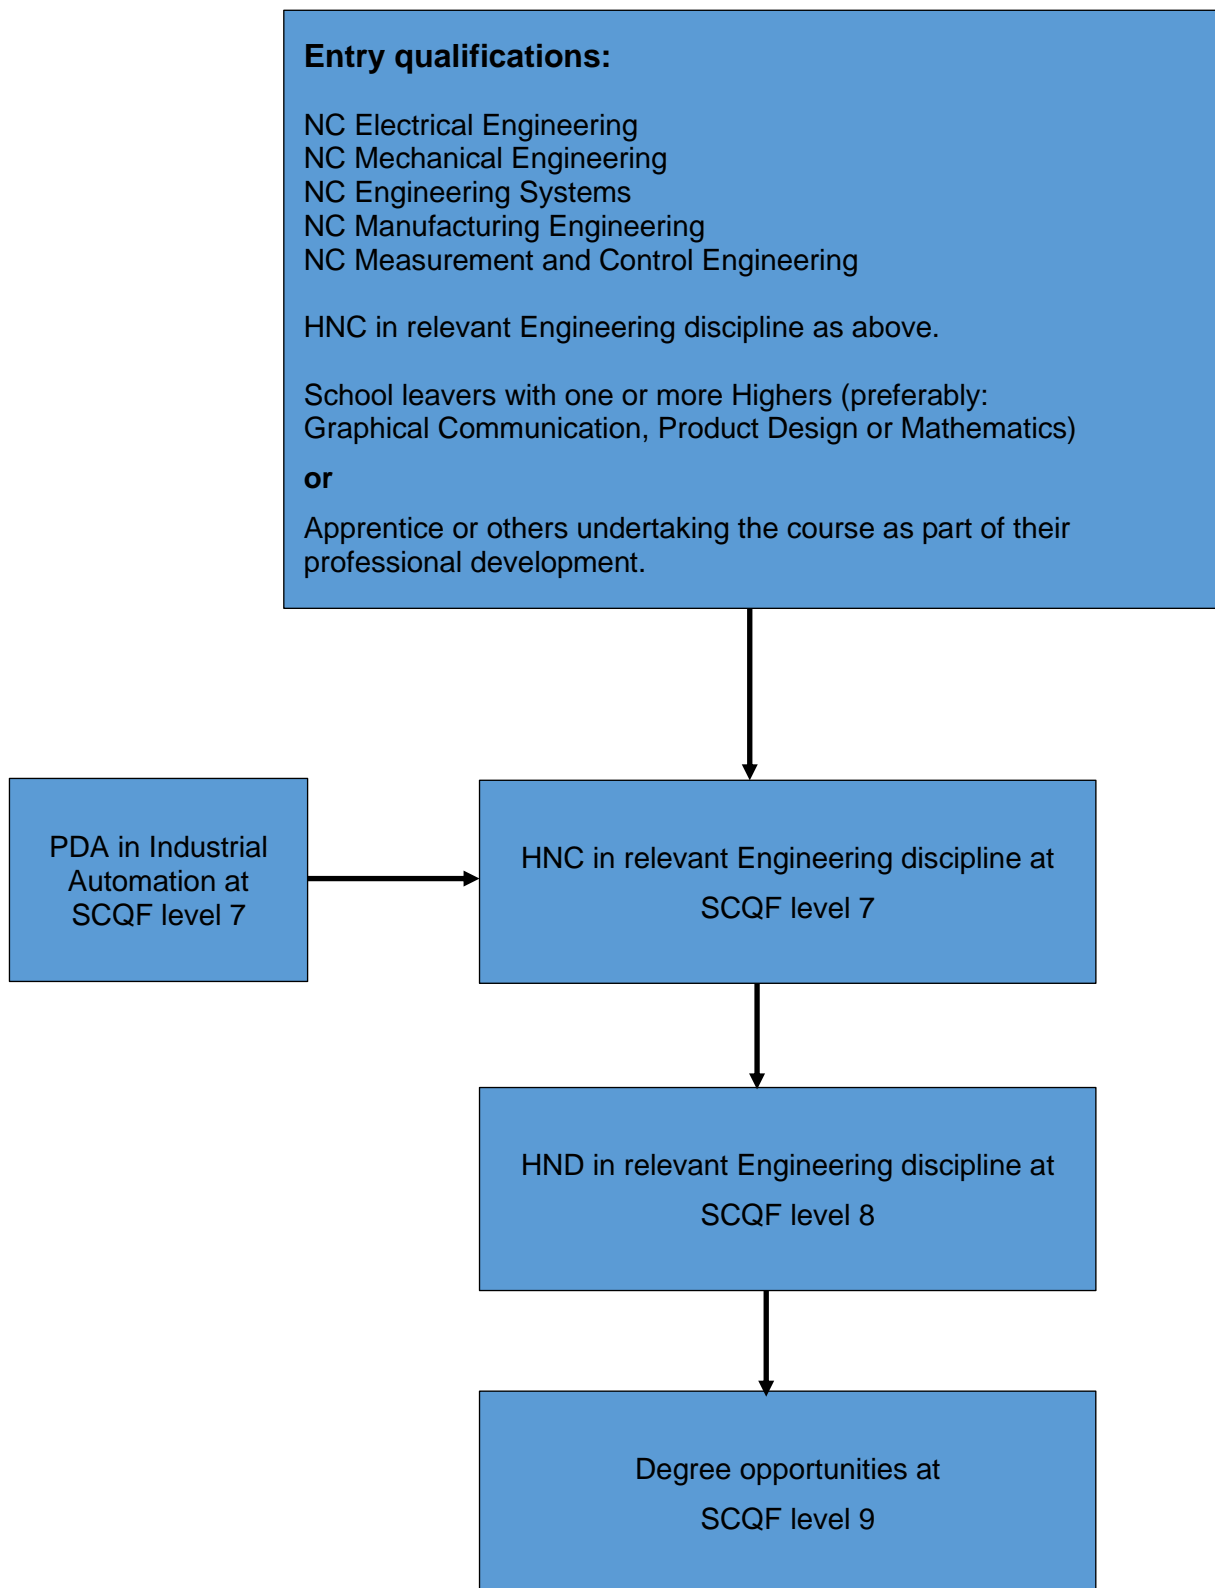 Entry qualifications:
NC Electrical Engineering
NC Mechanical Engineering
NC Engineering Systems
NC Manufacturing Engineering
NC Measurement and Control Engineering
HNC in relevant Engineering discipline as above.
School leavers with one or more Highers (preferably:
Graphical Communication, Product Design or Mathematics)
or
Apprentice or others undertaking the course as part of their
professional development.
PDA in Industrial
Automation at
SCQF level 7
HNC in relevant Engineering discipline at
SCQF level 7
HND in relevant Engineering discipline at
SCQF level 8
Degree opportunities at
SCQF level 9